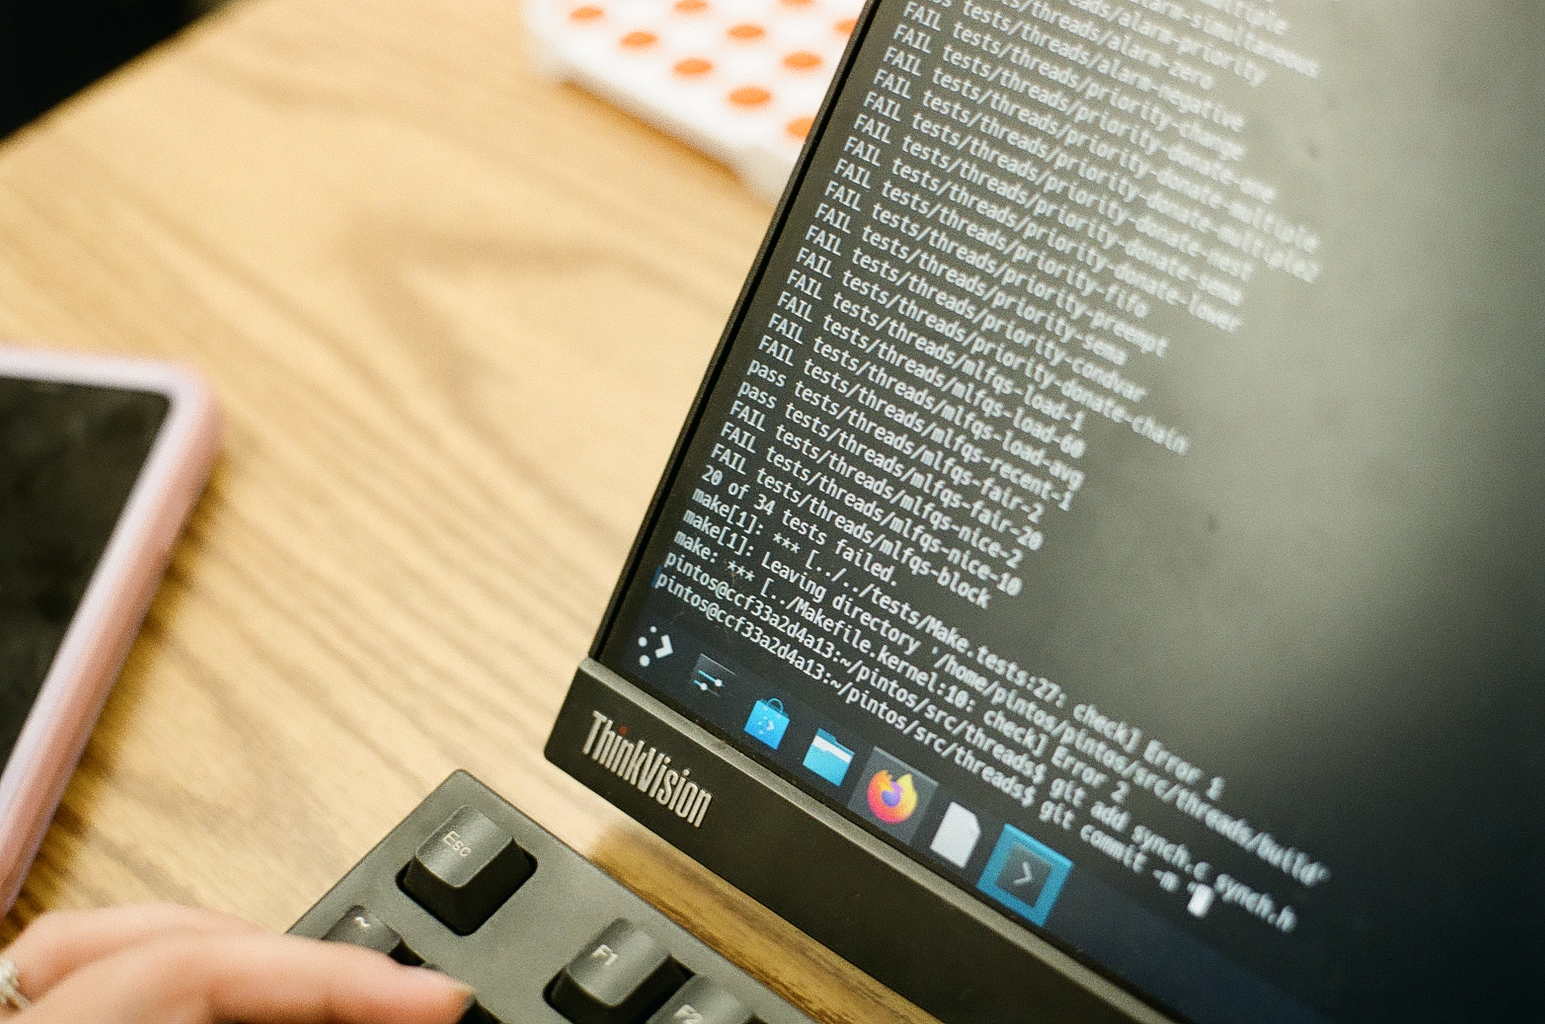 multiple
alarm-simultaneous
threads/alarm-priority
ts/threads/alarm-zero
ss tests/threads/alarm-negative
FAIL tests/threads/priority-change
FAIL tests/threads/priority-donate-one
FAIL tests/threads/priority-donate-multiple
FAIL tests/threads/priority-donate-multiple2
FAIL tests/threads/priority-donate-nest
FAIL tests/threads/priority-donate-sema
FAIL tests/threads/priority-donate-lower
FAIL tests/threads/priority-fifo
FAIL tests/threads/priority-preempt
FAIL tests/threads/priority-sema
FAIL tests/threads/priority-condvar
FAIL tests/threads/priority-donate-chain
FAIL tests/threads/mlfqs-load-1
FAIL tests/threads/mlfqs-load-60
FAIL tests/threads/mlfqs-load-avg
FAIL tests/threads/mlfqs-recent-1
pass tests/threads/mlfqs-fair-2
pass tests/threads/mlfqs-fair-20
FAIL tests/threads/mlfqs-nice-2
FAIL tests/threads/mlfqs-nice-10
FAIL tests/threads/mlfqs-block
20 of 34 tests failed.
make[1]: *** [../../tests/Make.tests:27: check] Error 1
make[1]: Leaving directory '/home/pintos/pintos/src/threads/build'
make: *** [../Makefile.kernel:10: check] Error 2
pintos@ccf33a2d4a13:~/pintos/src/threads$ git add synch.c synch.h
pintos@ccf33a2d4a13:~/pintos/src/threads$ git commit -m "
ThinkVision
Esc
~
F1
F2